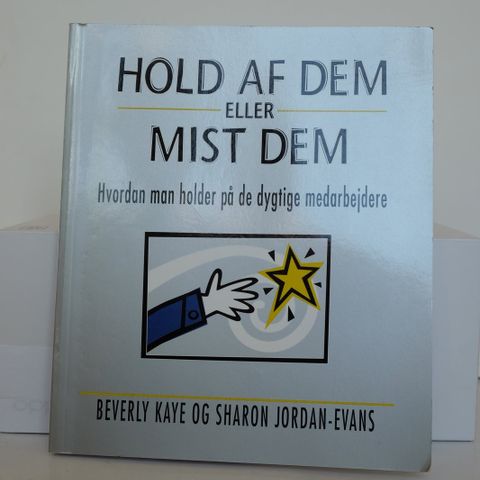 HOLD AF DEM
ELLER
MIST DEM
Hvordan man holder på de dygtige medarbejdere
BEVERLY KAYE OG SHARON JORDAN-EVANS